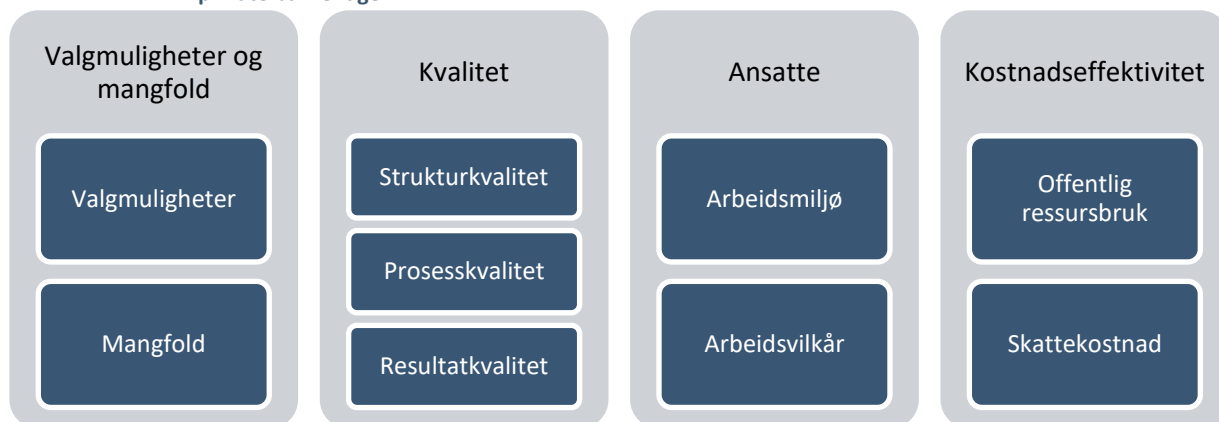 Valgmuligheter og
mangfold
Valgmuligheter
Mangfold
Kvalitet
Strukturkvalitet
Prosesskvalitet
Resultatkvalitet
Ansatte
Arbeidsmiljø
Arbeidsvilkår
Kostnadseffektivitet
Offentlig
ressursbruk
Skattekostnad